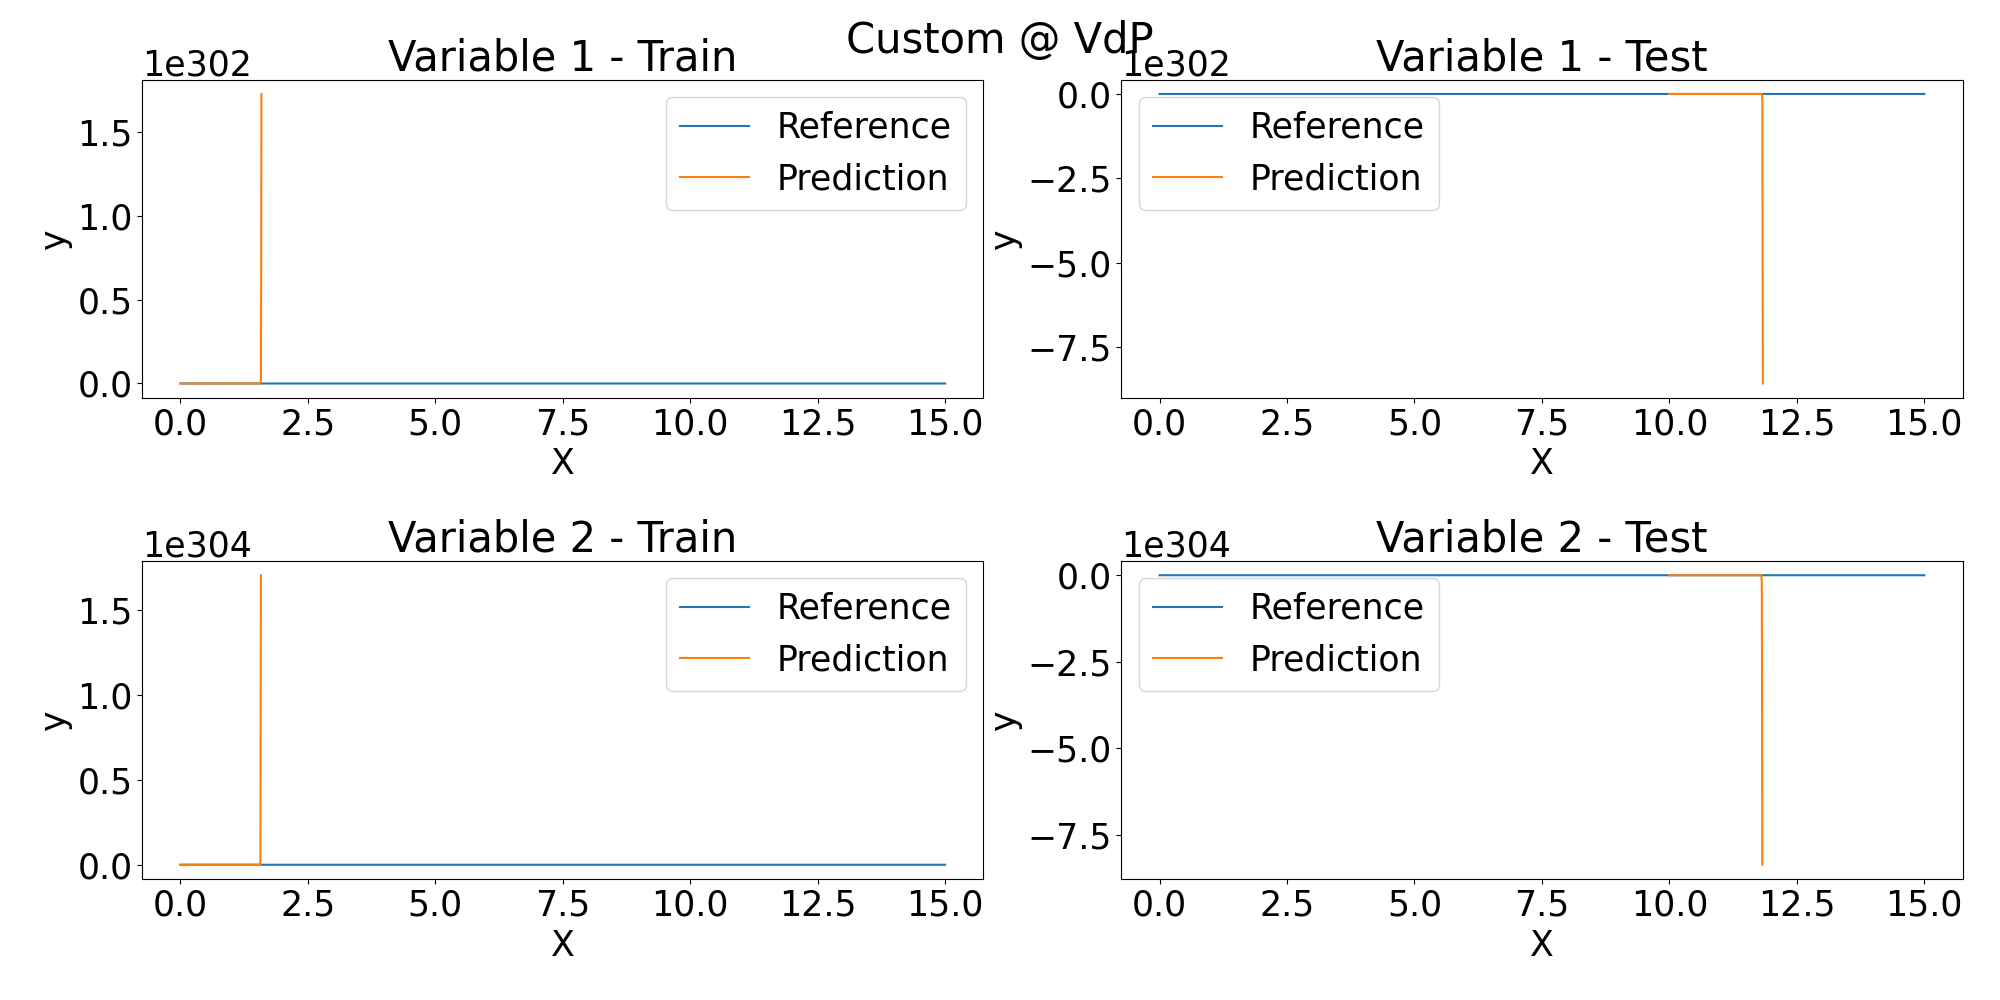 Custom @ VdP
Variable 1 - Train
1e302
1.5
1.0
0.5
0.0
y
Reference
Prediction
0.0 2.5 5.0 7.5 10.0 12.5 15.0
X
Variable 1 - Test
1e302
0.0
−2.5
−5.0
−7.5
y
Reference
Prediction
0.0 2.5 5.0 7.5 10.0 12.5 15.0
X
Variable 2 - Train
1e304
1.5
1.0
0.5
0.0
y
Reference
Prediction
0.0 2.5 5.0 7.5 10.0 12.5 15.0
X
Variable 2 - Test
1e304
0.0
−2.5
−5.0
−7.5
y
Reference
Prediction
0.0 2.5 5.0 7.5 10.0 12.5 15.0
X